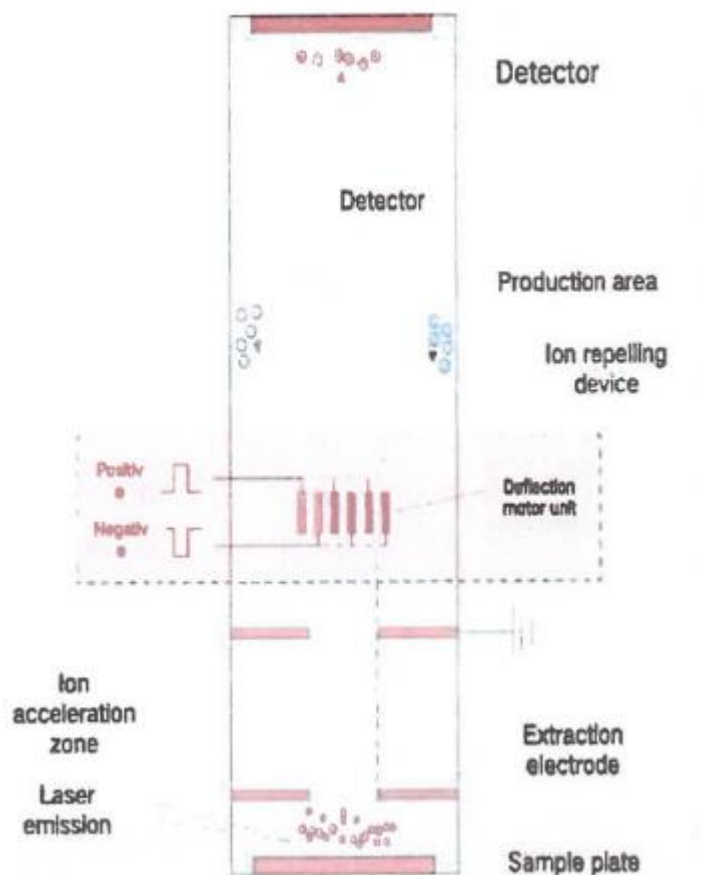 Detector
Detector
Production area
Ion repelling
device
Positiv
Negativ
Deflection
motor unit
Ion
acceleration
zone
Extraction
electrode
Laser
emission
Sample plate